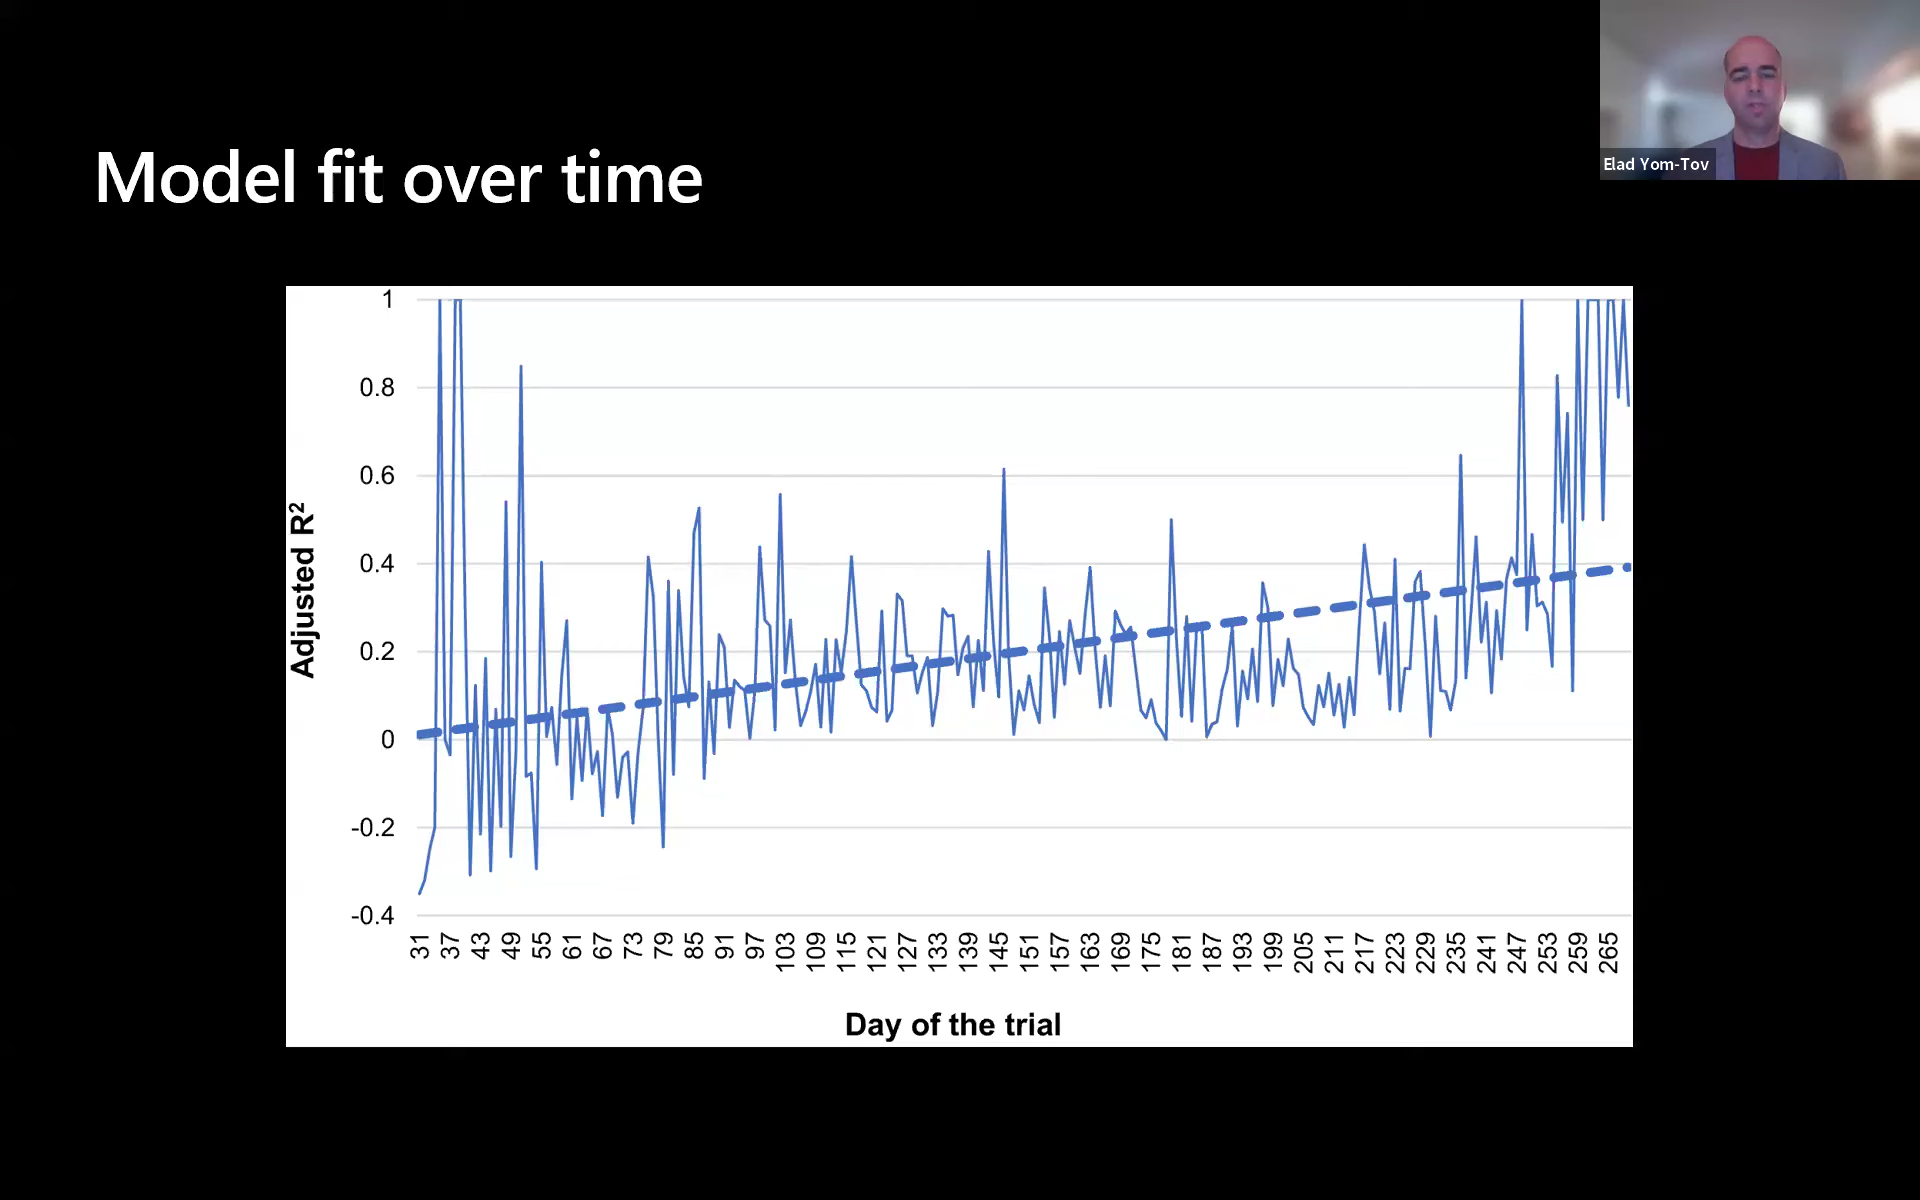 Elad Yom-Tov
Model fit over time
Adjusted R²
1
0.8
0.6
0.4
0.2
0
-0.2
-0.4
31 37 43 49 55 61 67 73 79 85 91 97 103 109 115 121 127 133 139 145 151 157 163 169 175 181 187 193 199 205 211 217 223 229 235 241 247 253 259 265
Day of the trial